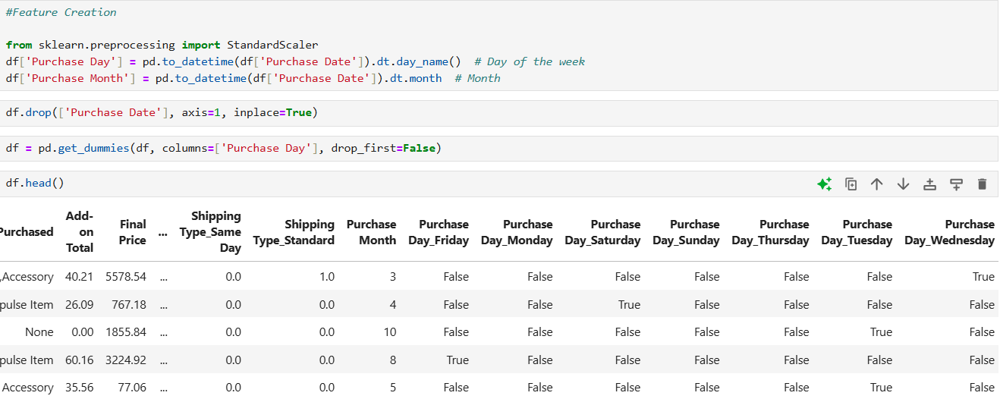 #Feature Creation
from sklearn.preprocessing import StandardScaler
df['Purchase Day'] = pd.to_datetime(df['Purchase Date']).dt.day_name()  # Day of the week
df['Purchase Month'] = pd.to_datetime(df['Purchase Date']).dt.month  # Month
df.drop(['Purchase Date'], axis=1, inplace=True)
df = pd.get_dummies(df, columns=['Purchase Day'], drop_first=False)
df.head()
Purchased Add-on Total Final Price ... Shipping Type_Same Day Shipping Type_Standard Purchase Month Purchase Day_Friday Purchase Day_Monday Purchase Day_Saturday Purchase Day_Sunday Purchase Day_Thursday Purchase Day_Tuesday Purchase Day_Wednesday
,Accessory 40.21 5578.54 ... 0.0 1.0 3 False False False False False False True
pulse Item 26.09 767.18 ... 0.0 0.0 4 False False True False False False False
None 0.00 1855.84 ... 0.0 0.0 10 False False False False False True False
pulse Item 60.16 3224.92 ... 0.0 0.0 8 True False False False False False False
Accessory 35.56 77.06 ... 0.0 0.0 5 False False False False False True False